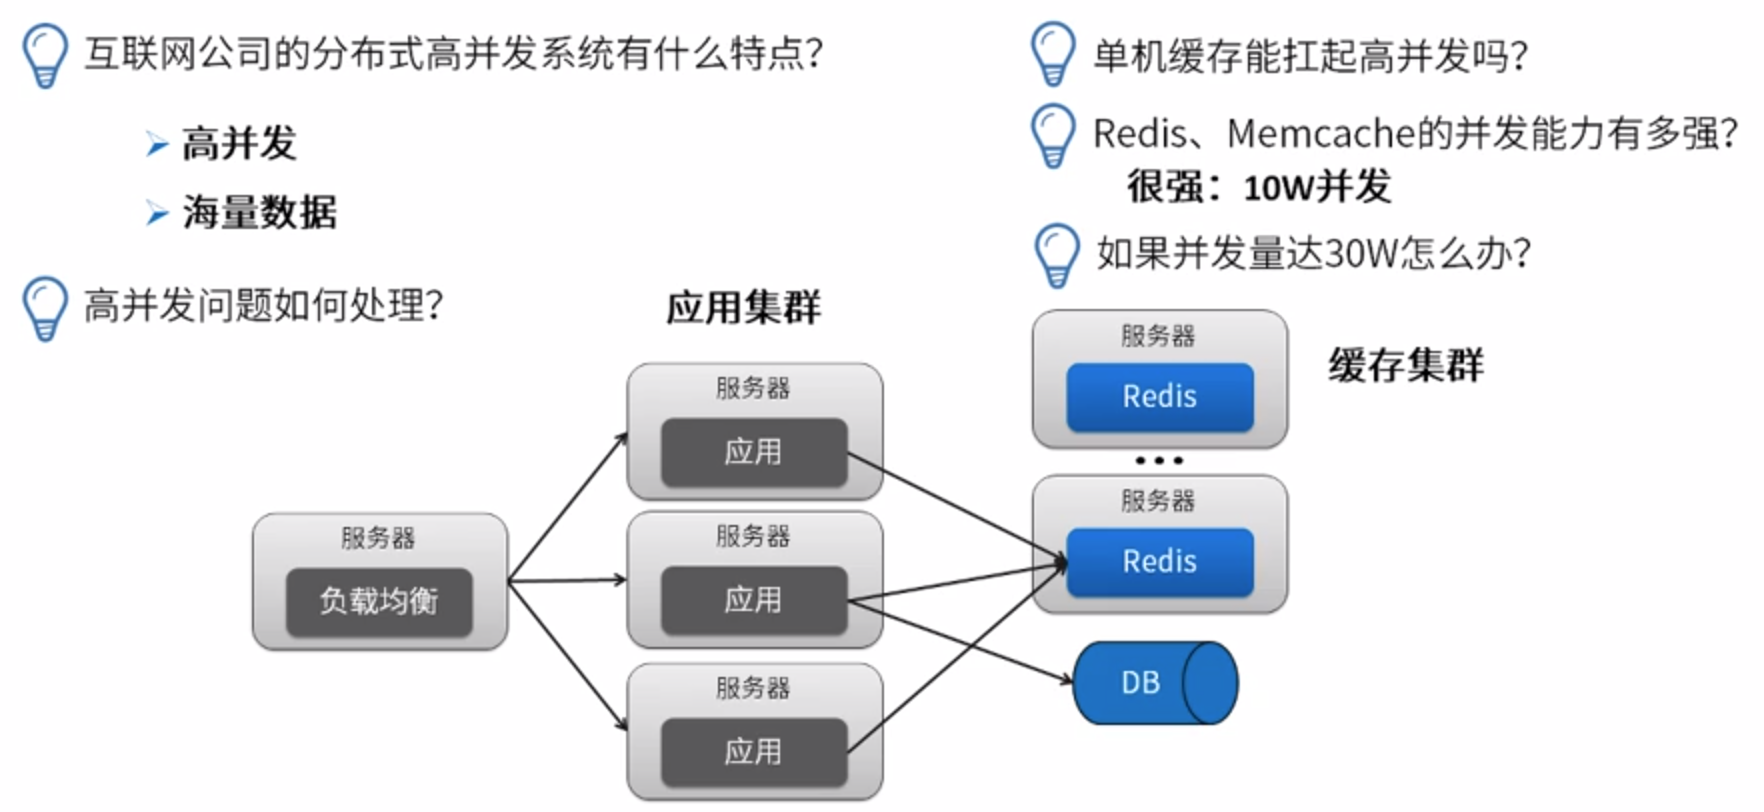 互联网公司的分布式高并发系统有什么特点?
高并发
海量数据
高并发问题如何处理?
单机缓存能扛起高并发吗?
Redis、Memcache的并发能力有多强?
很强：10W并发
如果并发量达30W怎么办?
应用集群
缓存集群
服务器
负载均衡
服务器
应用
服务器
应用
服务器
应用
服务器
Redis
...
服务器
Redis
DB